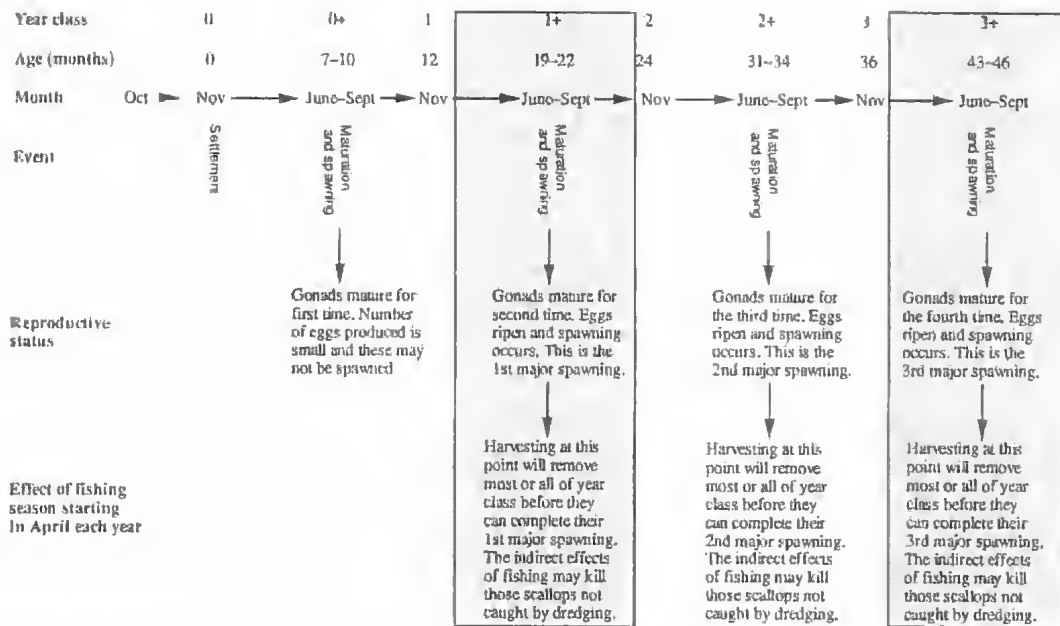 Year class 0 0+ 1 1+ 2 2+ 3 3+
Age (months) 0 7–10 12 19–22 24 31–34 36 43–46
Month Oct Nov June–Sept Nov June–Sept Nov June–Sept Nov June–Sept
Event
Settlement
Maturation
and spawning
Maturation
and spawning
Maturation
and spawning
Maturation
and spawning
Reproductive
status
Gonads mature for
first time. Number
of eggs produced is
small and these may
not be spawned
Gonads mature for
second time. Eggs
ripen and spawning
occurs. This is the
1st major spawning.
Gonads mature for
the third time. Eggs
ripen and spawning
occurs. This is the
2nd major spawning.
Gonads mature for
the fourth time. Eggs
ripen and spawning
occurs. This is the
3rd major spawning.
Effect of fishing
season starting
In April each year
Harvesting at this
point will remove
most or all of year
class before they
can complete their
1st major spawning.
The indirect effects
of fishing may kill
those scallops not
caught by dredging.
Harvesting at this
point will remove
most or all of year
class before they
can complete their
2nd major spawning.
The indirect effects
of fishing may kill
those scallops not
caught by dredging.
Harvesting at this
point will remove
most or all of year
class before they
can complete their
3rd major spawning.
The indirect effects
of fishing may kill
those scallops not
caught by dredging.